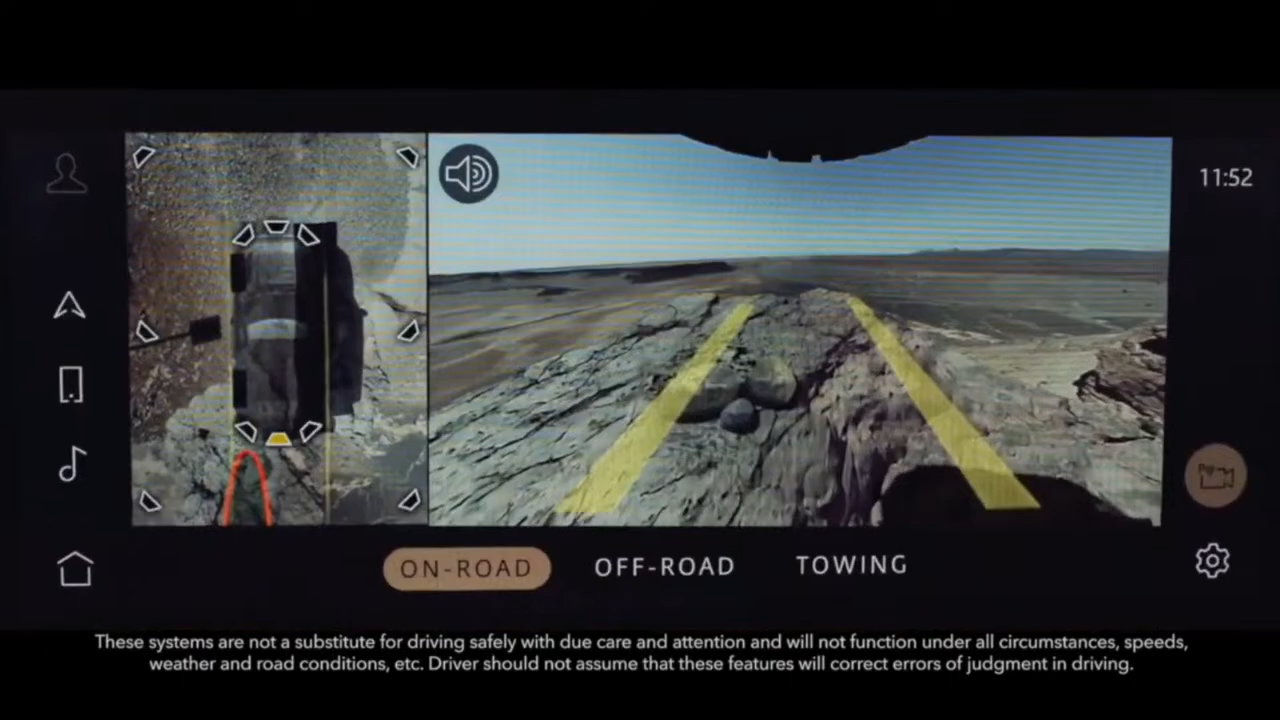 11:52
ON-ROAD
OFF-ROAD
TOWING
These systems are not a substitute for driving safely with due care and attention and will not function under all circumstances, speeds,
weather and road conditions, etc. Driver should not assume that these features will correct errors of judgment in driving.